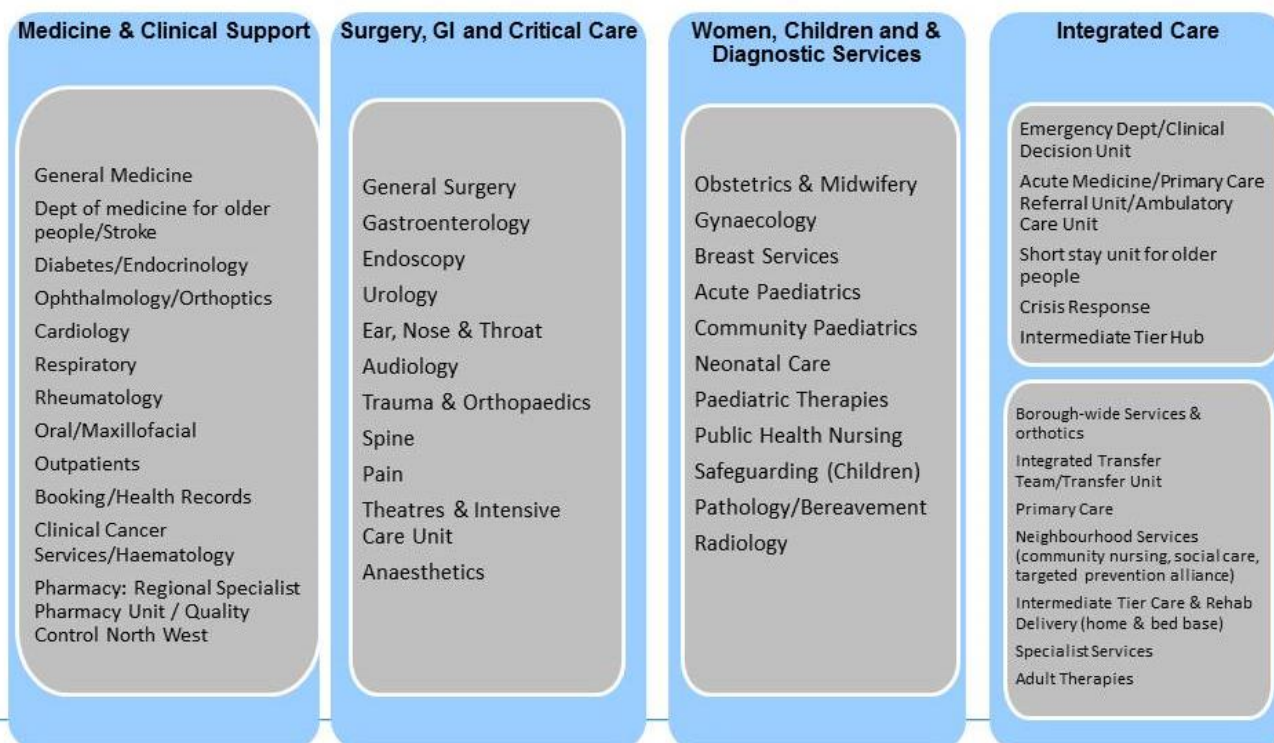 Medicine & Clinical Support
General Medicine
Dept of medicine for older
people/Stroke
Diabetes/Endocrinology
Ophthalmology/Orthoptics
Cardiology
Respiratory
Rheumatology
Oral/Maxillofacial
Outpatients
Booking/Health Records
Clinical Cancer
Services/Haematology
Pharmacy: Regional Specialist
Pharmacy Unit / Quality
Control North West
Surgery, GI and Critical Care
General Surgery
Gastroenterology
Endoscopy
Urology
Ear, Nose & Throat
Audiology
Trauma & Orthopaedics
Spine
Pain
Theatres & Intensive
Care Unit
Anaesthetics
Women, Children and &
Diagnostic Services
Obstetrics & Midwifery
Gynaecology
Breast Services
Acute Paediatrics
Community Paediatrics
Neonatal Care
Paediatric Therapies
Public Health Nursing
Safeguarding (Children)
Pathology/Bereavement
Radiology
Integrated Care
Emergency Dept/Clinical
Decision Unit
Acute Medicine/Primary Care
Referral Unit/Ambulatory
Care Unit
Short stay unit for older
people
Crisis Response
Intermediate Tier Hub
Borough-wide Services &
orthotics
Integrated Transfer
Team/Transfer Unit
Primary Care
Neighbourhood Services
(community nursing, social care,
targeted prevention alliance)
Intermediate Tier Care & Rehab
Delivery (home & bed base)
Specialist Services
Adult Therapies